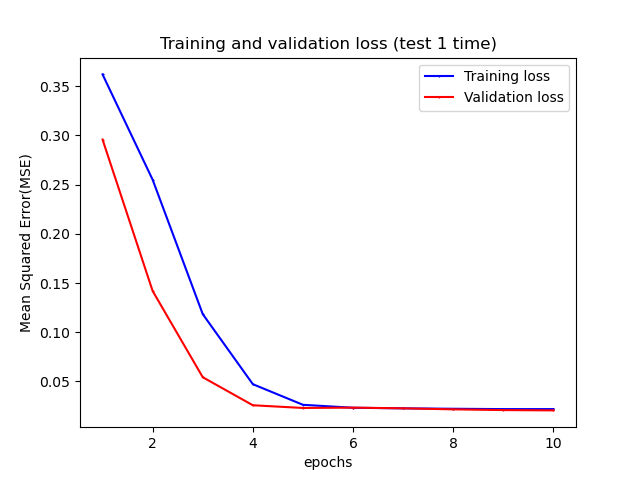 Training and validation loss (test 1 time)
Training loss
Validation loss
Mean Squared Error(MSE)
0.35
0.30
0.25
0.20
0.15
0.10
0.05
2
4
6
8
10
epochs